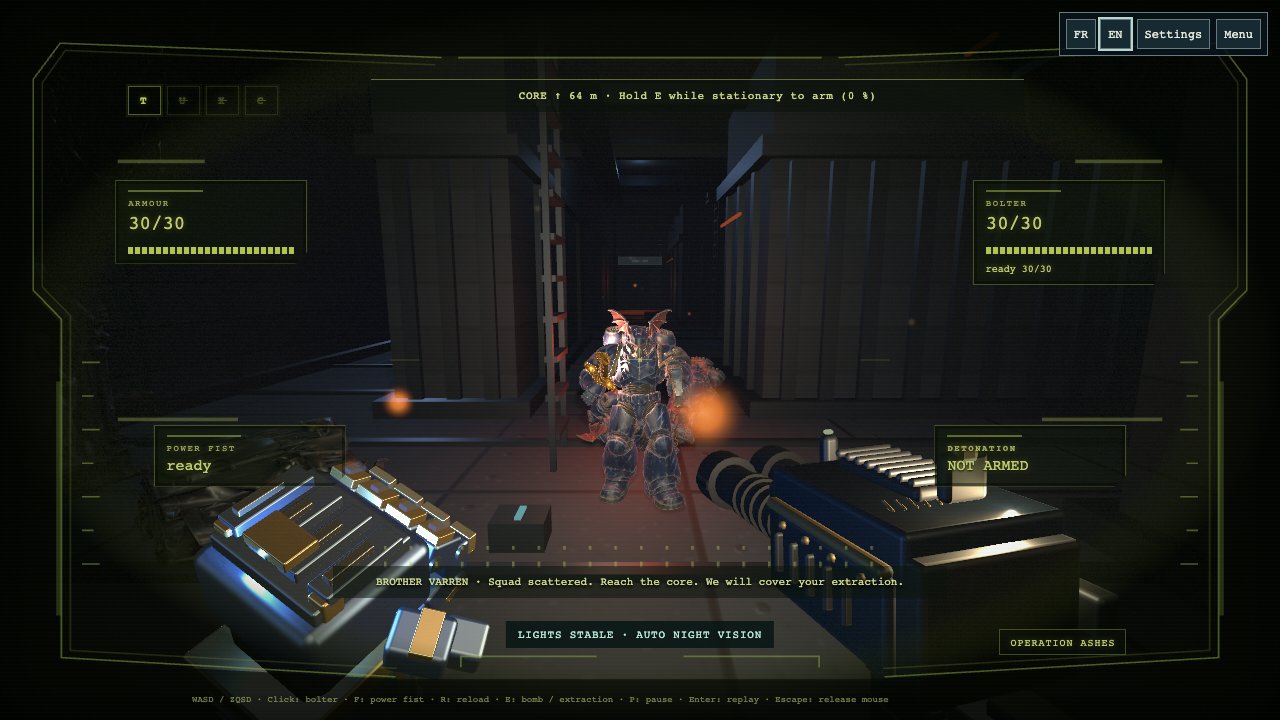 FR EN Settings Menu
T U X C
CORE ↑ 64 m · Hold E while stationary to arm (0 %)
ARMOUR
30/30
BOLTER
30/30
ready 30/30
POWER FIST
ready
DETONATION
NOT ARMED
BROTHER VARREN · Squad scattered. Reach the core. We will cover your extraction.
LIGHTS STABLE · AUTO NIGHT VISION
OPERATION ASHES
WASD / ZQSD · Click: bolter · F: power fist · R: reload · E: bomb / extraction · P: pause · Enter: replay · Escape: release mouse